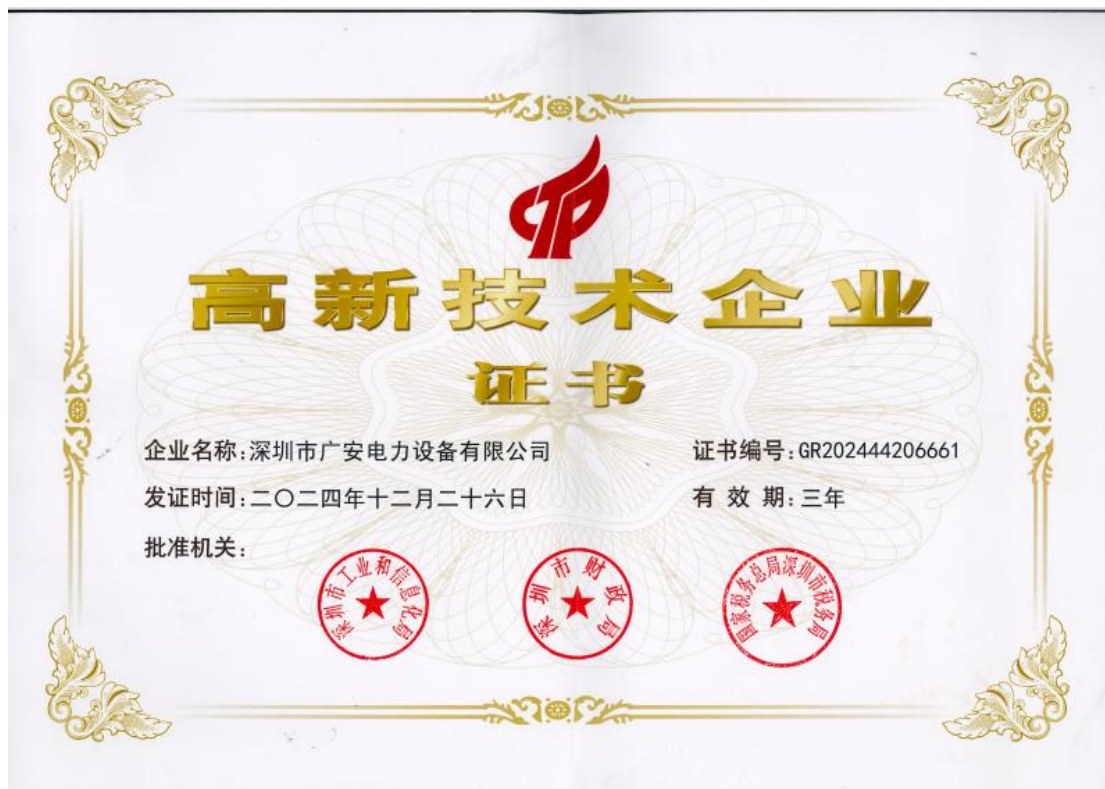 高新技术企业
证书
企业名称:深圳市广安电力设备有限公司
证书编号:GR202444206661
发证时间:二〇二四年十二月二十六日
有 效 期:三年
批准机关:
深圳市工业和信息化局
深圳市财政局
国家税务总局深圳市税务局